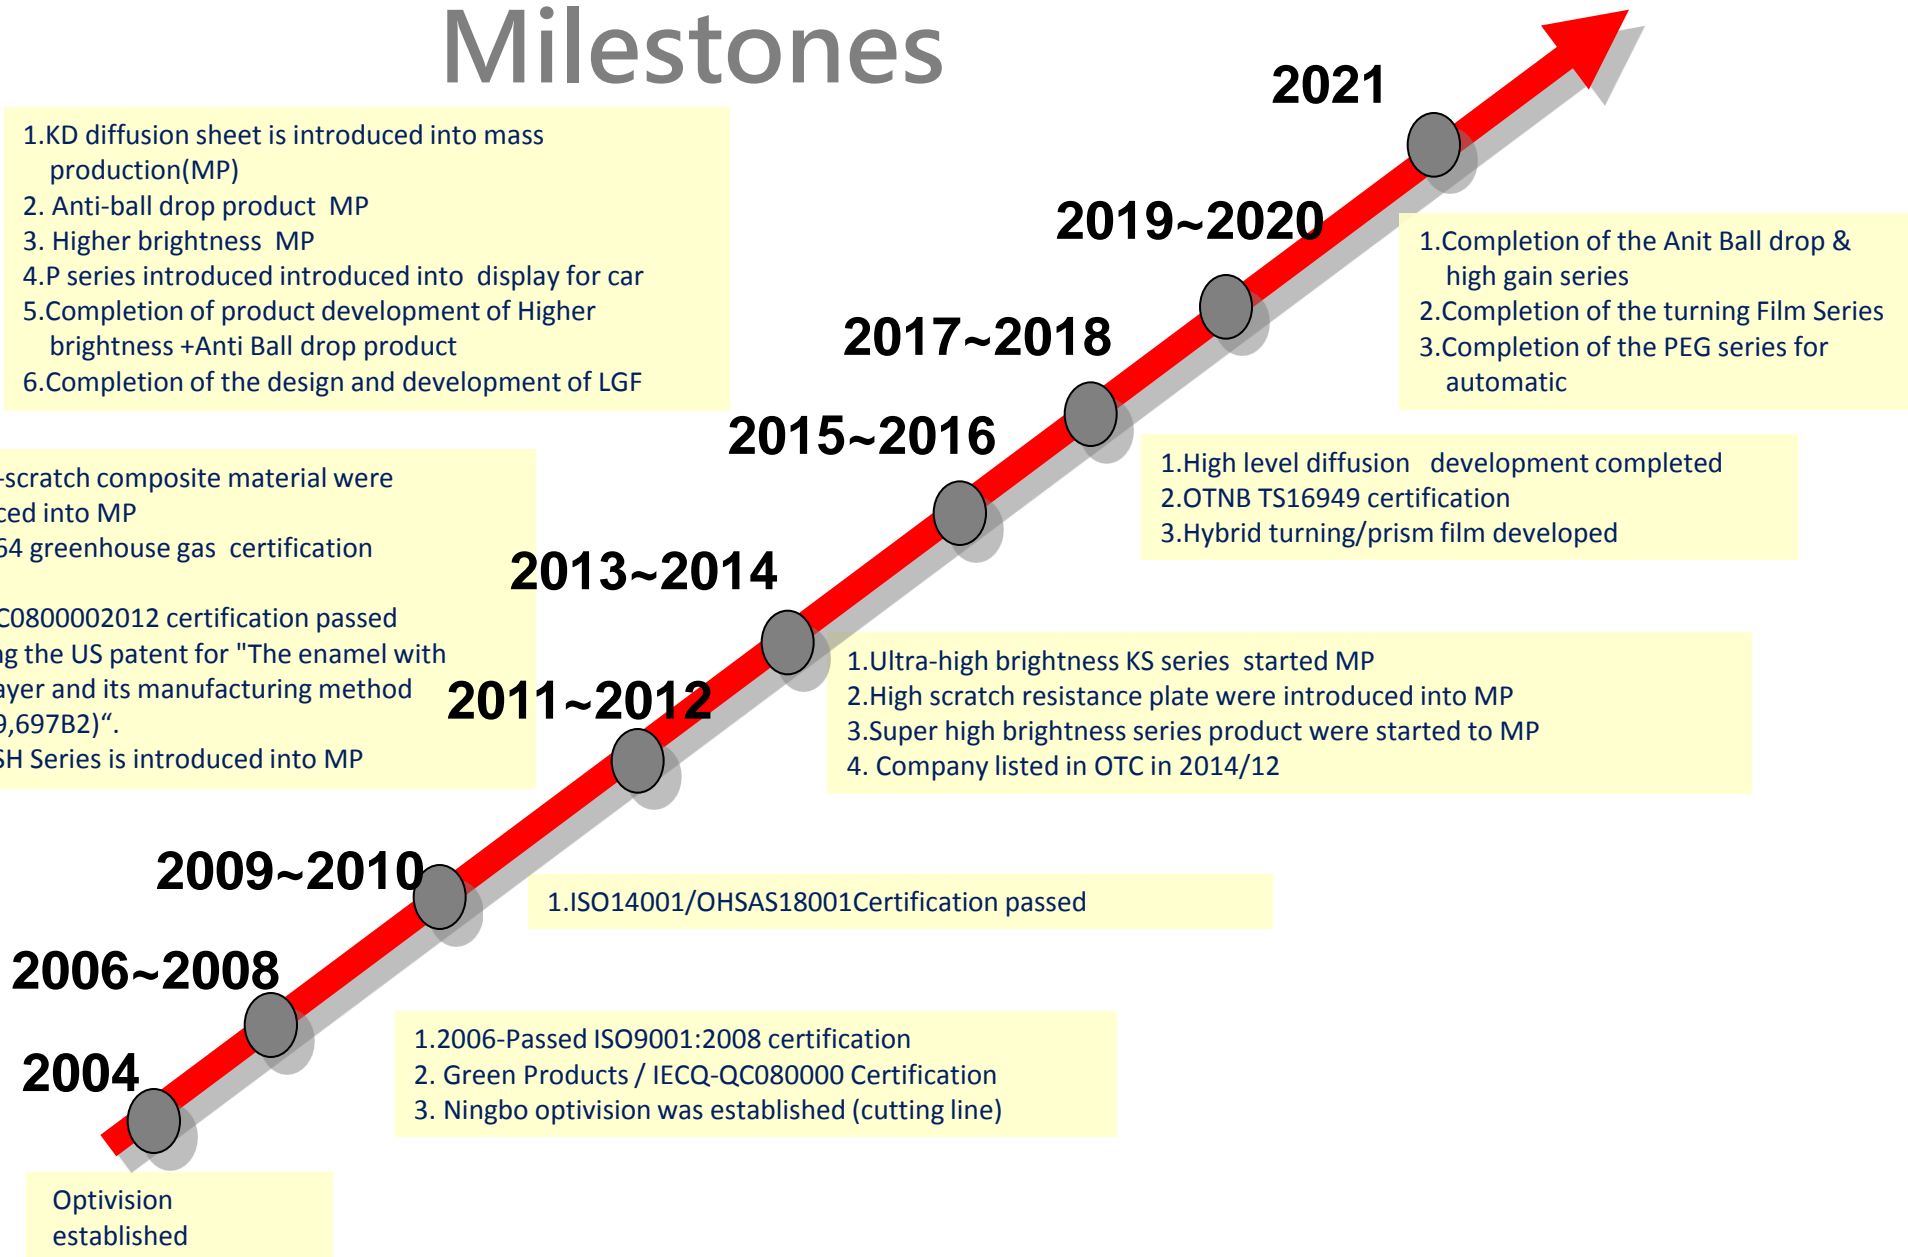 Milestones
2021
1.KD diffusion sheet is introduced into mass
production(MP)
2. Anti-ball drop product MP
3. Higher brightness MP
4.P series introduced introduced into display for car
5.Completion of product development of Higher
brightness +Anti Ball drop product
6.Completion of the design and development of LGF
2019~2020
1.Completion of the Anit Ball drop &
high gain series
2.Completion of the turning Film Series
3.Completion of the PEG series for
automatic
2017~2018
2015~2016
1.High level diffusion development completed
2.OTNB TS16949 certification
3.Hybrid turning/prism film developed
-scratch composite material were
ced into MP
64 greenhouse gas certification
C0800002012 certification passed
ng the US patent for "The enamel with
ayer and its manufacturing method
9,697B2)“.
SH Series is introduced into MP
2013~2014
1.Ultra-high brightness KS series started MP
2.High scratch resistance plate were introduced into MP
3.Super high brightness series product were started to MP
4. Company listed in OTC in 2014/12
2011~2012
2009~2010
1.ISO14001/OHSAS18001Certification passed
2006~2008
1.2006-Passed ISO9001:2008 certification
2. Green Products / IECQ-QC080000 Certification
3. Ningbo optivision was established (cutting line)
2004
Optivision
established